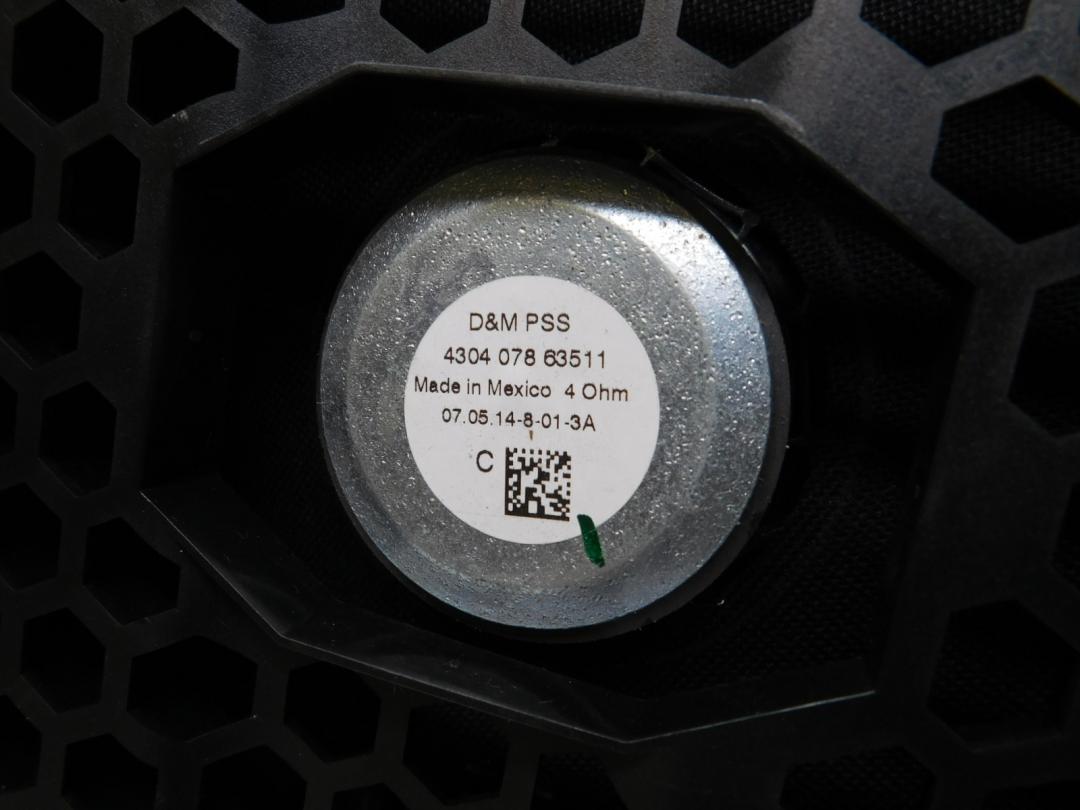 D&M PSS
4304 078 63511
Made in Mexico 4 Ohm
07.05.14-8-01-3A
C